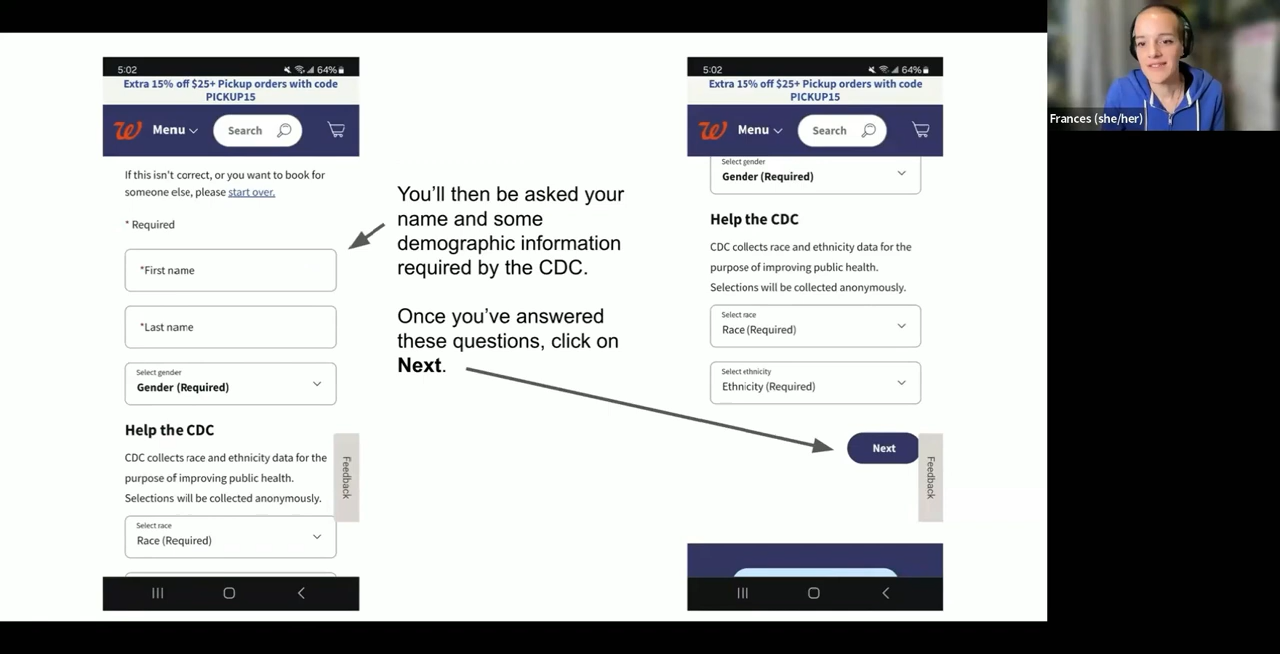 5:02
64%
Extra 15% off $25+ Pickup orders with code
PICKUP15
Menu
Search
If this isn't correct, or you want to book for
someone else, please start over.
* Required
*First name
*Last name
Select gender
Gender (Required)
Help the CDC
CDC collects race and ethnicity data for the
purpose of improving public health.
Selections will be collected anonymously.
Select race
Race (Required)
Feedback
You'll then be asked your
name and some
demographic information
required by the CDC.
Once you've answered
these questions, click on
Next.
5:02
64%
Extra 15% off $25+ Pickup orders with code
PICKUP15
Menu
Search
Select gender
Gender (Required)
Help the CDC
CDC collects race and ethnicity data for the
purpose of improving public health.
Selections will be collected anonymously.
Select race
Race (Required)
Select ethnicity
Ethnicity (Required)
Next
Feedback
Frances (she/her)